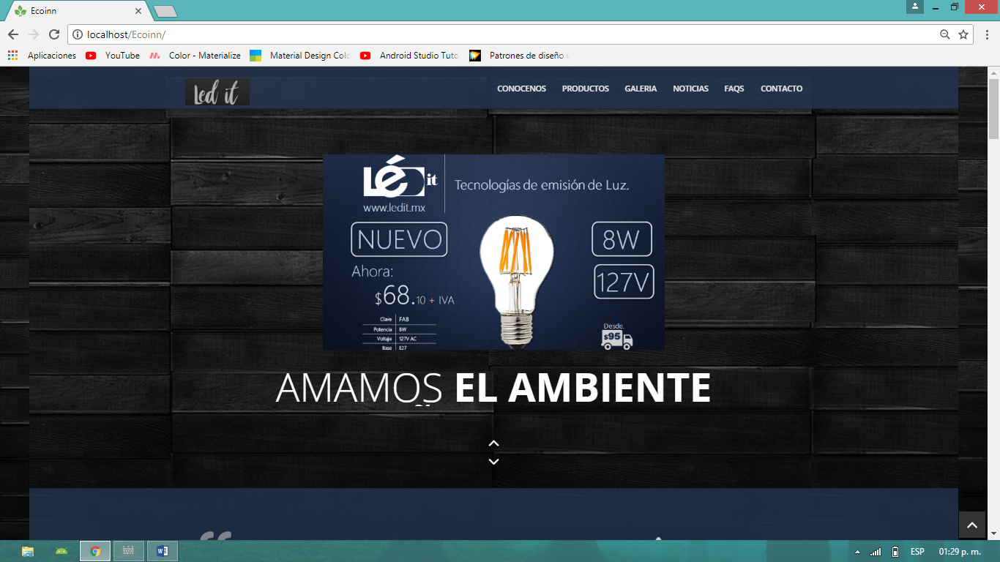 Ecoinn
localhost/Ecoinn/
Aplicaciones YouTube Color - Materialize Material Design Colo Android Studio Tuto Patrones de diseño
Led it
CONOCENOS PRODUCTOS GALERIA NOTICIAS FAQS CONTACTO
LéD it
www.ledit.mx
Tecnologías de emisión de Luz.
NUEVO
Ahora:
$68.10 + IVA
Clave FA8
Potencia 8W
Voltaje 127V AC
Base E27
8W
127V
Desde.
$95
AMAMOS EL AMBIENTE
ESP 01:29 p. m.